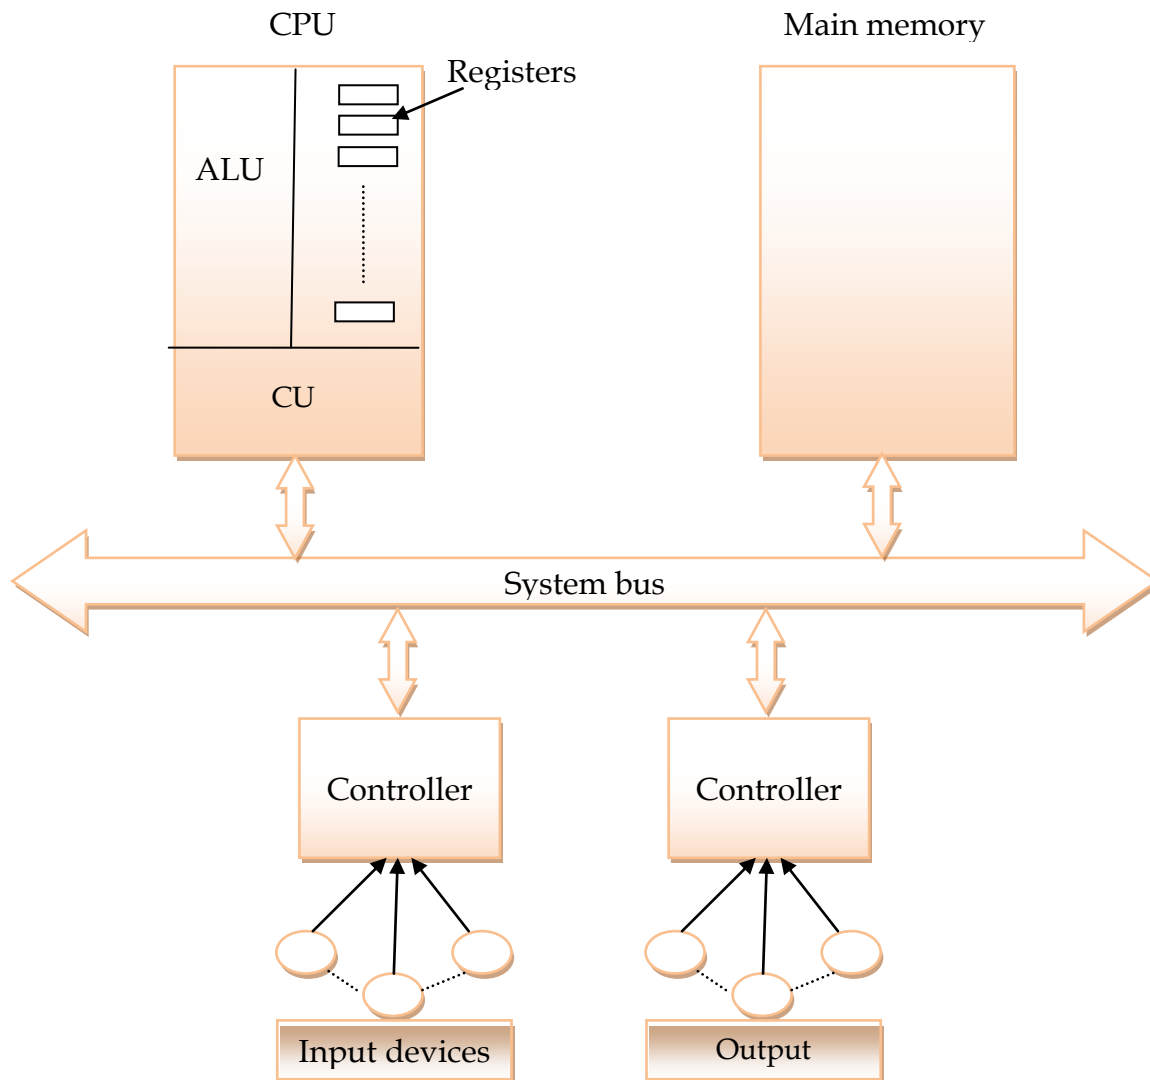 CPU
Main memory
Registers
ALU
CU
System bus
Controller
Controller
Input devices
Output